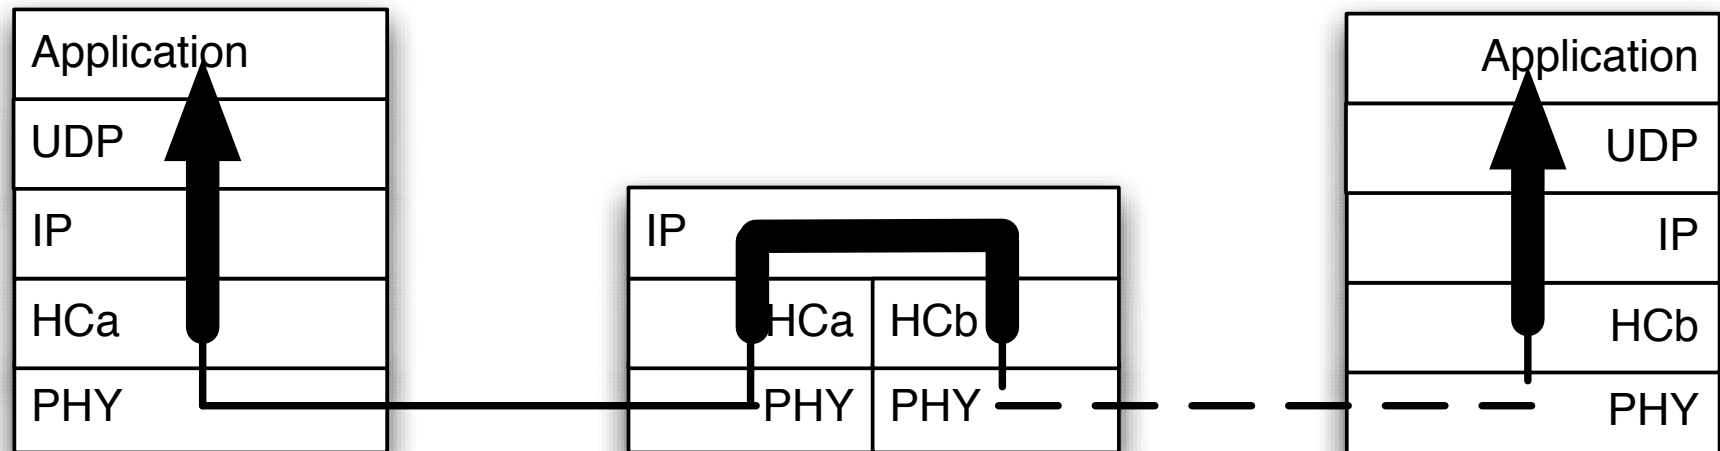 Application
UDP
IP
HCa
PHY
IP
HCa
HCb
PHY
PHY
Application
UDP
IP
HCb
PHY